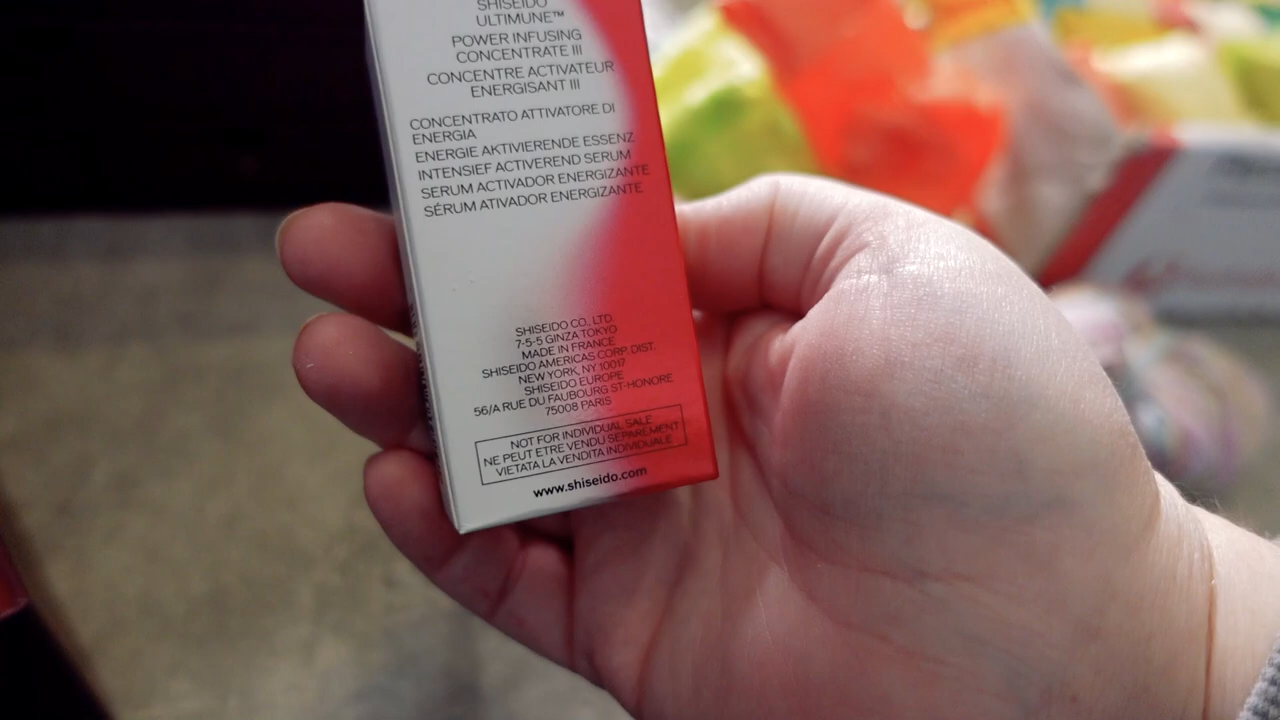 SHISEIDO
ULTIMUNE™
POWER INFUSING
CONCENTRATE III
CONCENTRE ACTIVATEUR
ENERGISANT III
CONCENTRATO ATTIVATORE DI
ENERGIA
ENERGIE AKTIVIERENDE ESSENZ
INTENSIEF ACTIVEREND SERUM
SERUM ACTIVADOR ENERGIZANTE
SÉRUM ATIVADOR ENERGIZANTE
SHISEIDO CO., LTD.
7-5-5 GINZA TOKYO
MADE IN FRANCE
SHISEIDO AMERICAS CORP. DIST.
NEW YORK, NY 10017
SHISEIDO EUROPE
56/A RUE DU FAUBOURG ST-HONORE
75008 PARIS
NOT FOR INDIVIDUAL SALE
NE PEUT ETRE VENDU SEPAREMENT
VIETATA LA VENDITA INDIVIDUALE
www.shiseido.com